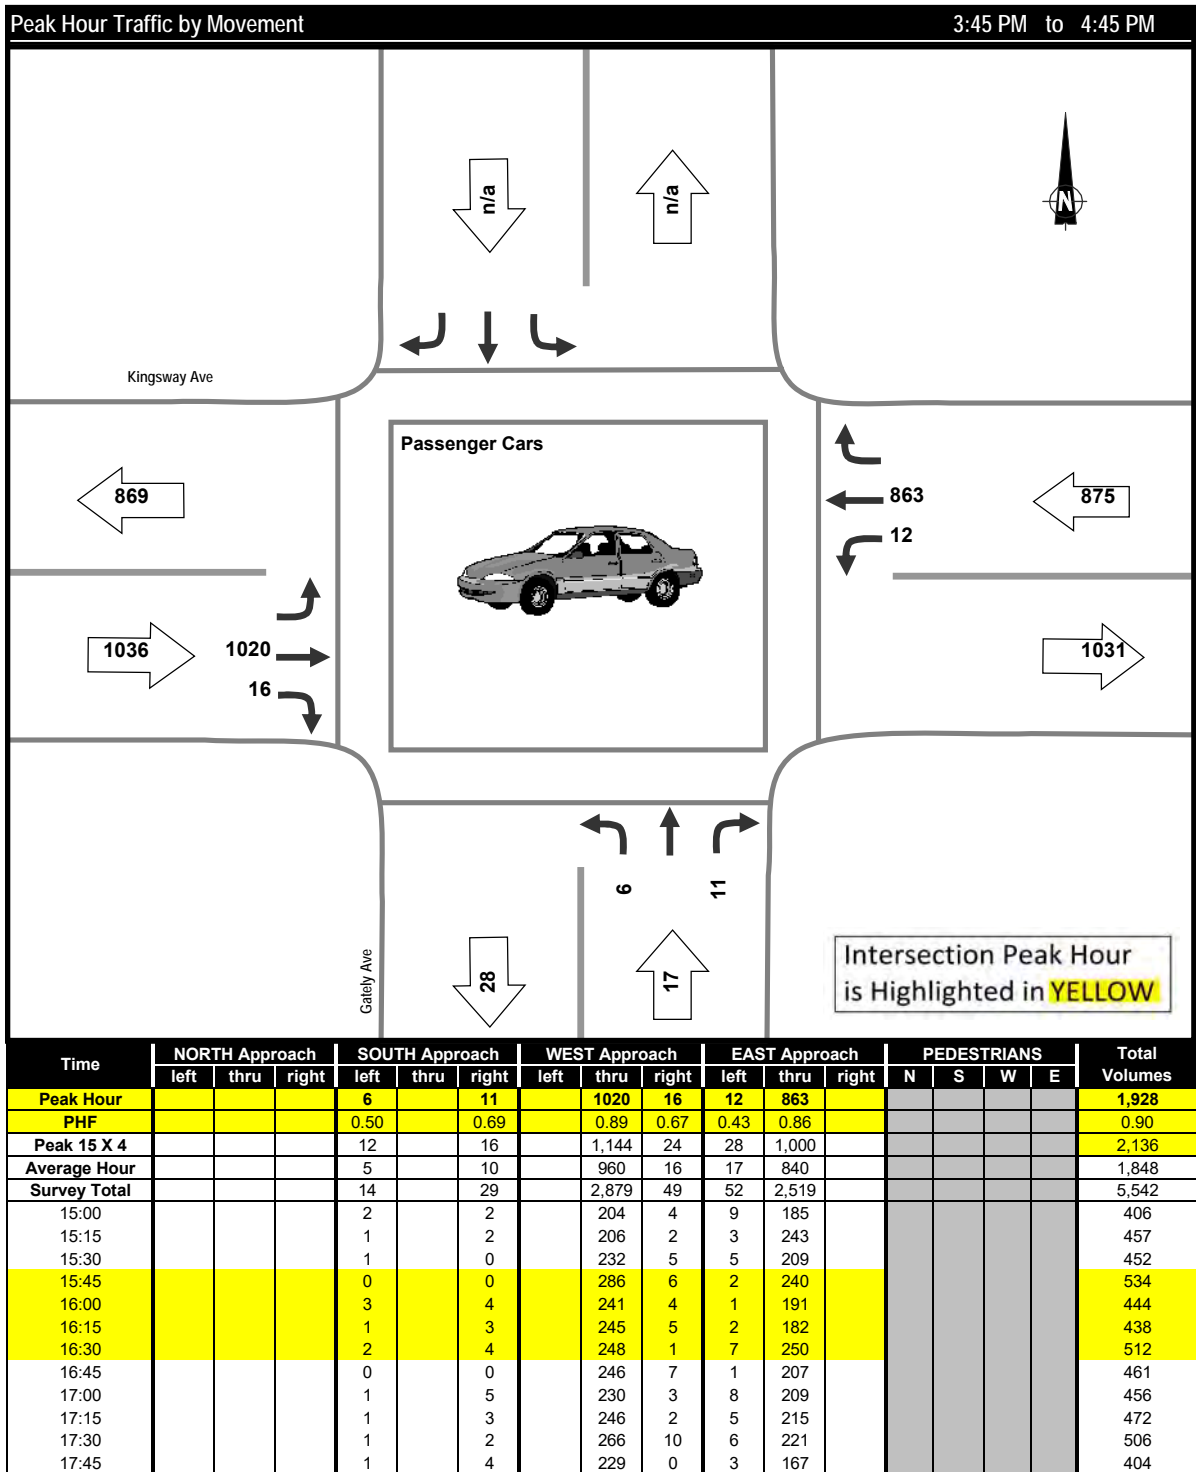 Peak Hour Traffic by Movement 3:45 PM to 4:45 PM
n/a n/a
N
Kingsway Ave
Passenger Cars
869 863 875
12
1036 1020 1031
16
6 11
Gately Ave
28 17
Intersection Peak Hour
is Highlighted in YELLOW
Time NORTH Approach SOUTH Approach WEST Approach EAST Approach PEDESTRIANS Total
left thru right left thru right left thru right left thru right N S W E Volumes
Peak Hour 6 11 1020 16 12 863 1,928
PHF 0.50 0.69 0.89 0.67 0.43 0.86 0.90
Peak 15 X 4 12 16 1,144 24 28 1,000 2,136
Average Hour 5 10 960 16 17 840 1,848
Survey Total 14 29 2,879 49 52 2,519 5,542
15:00 2 2 204 4 9 185 406
15:15 1 2 206 2 3 243 457
15:30 1 0 232 5 5 209 452
15:45 0 0 286 6 2 240 534
16:00 3 4 241 4 1 191 444
16:15 1 3 245 5 2 182 438
16:30 2 4 248 1 7 250 512
16:45 0 0 246 7 1 207 461
17:00 1 5 230 3 8 209 456
17:15 1 3 246 2 5 215 472
17:30 1 2 266 10 6 221 506
17:45 1 4 229 0 3 167 404